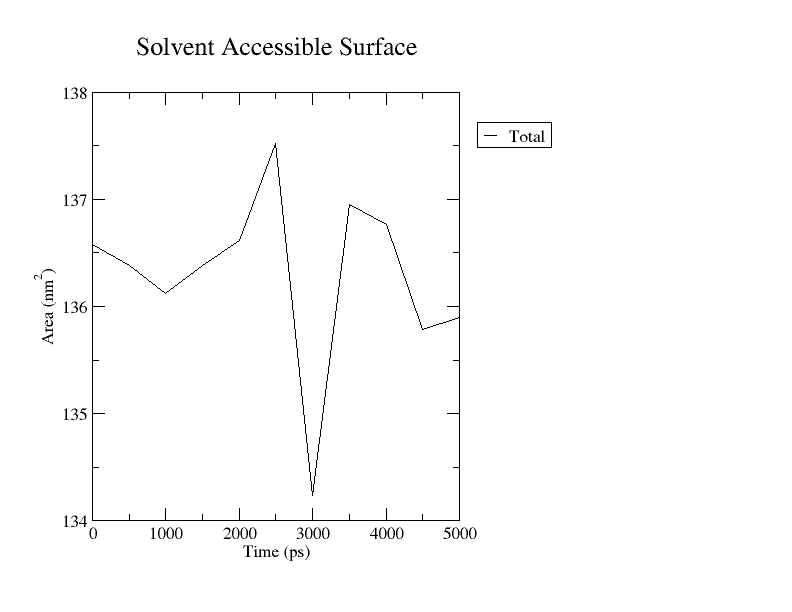 Solvent Accessible Surface
138
137
136
135
134
Area (nm²)
0 1000 2000 3000 4000 5000
Time (ps)
Total